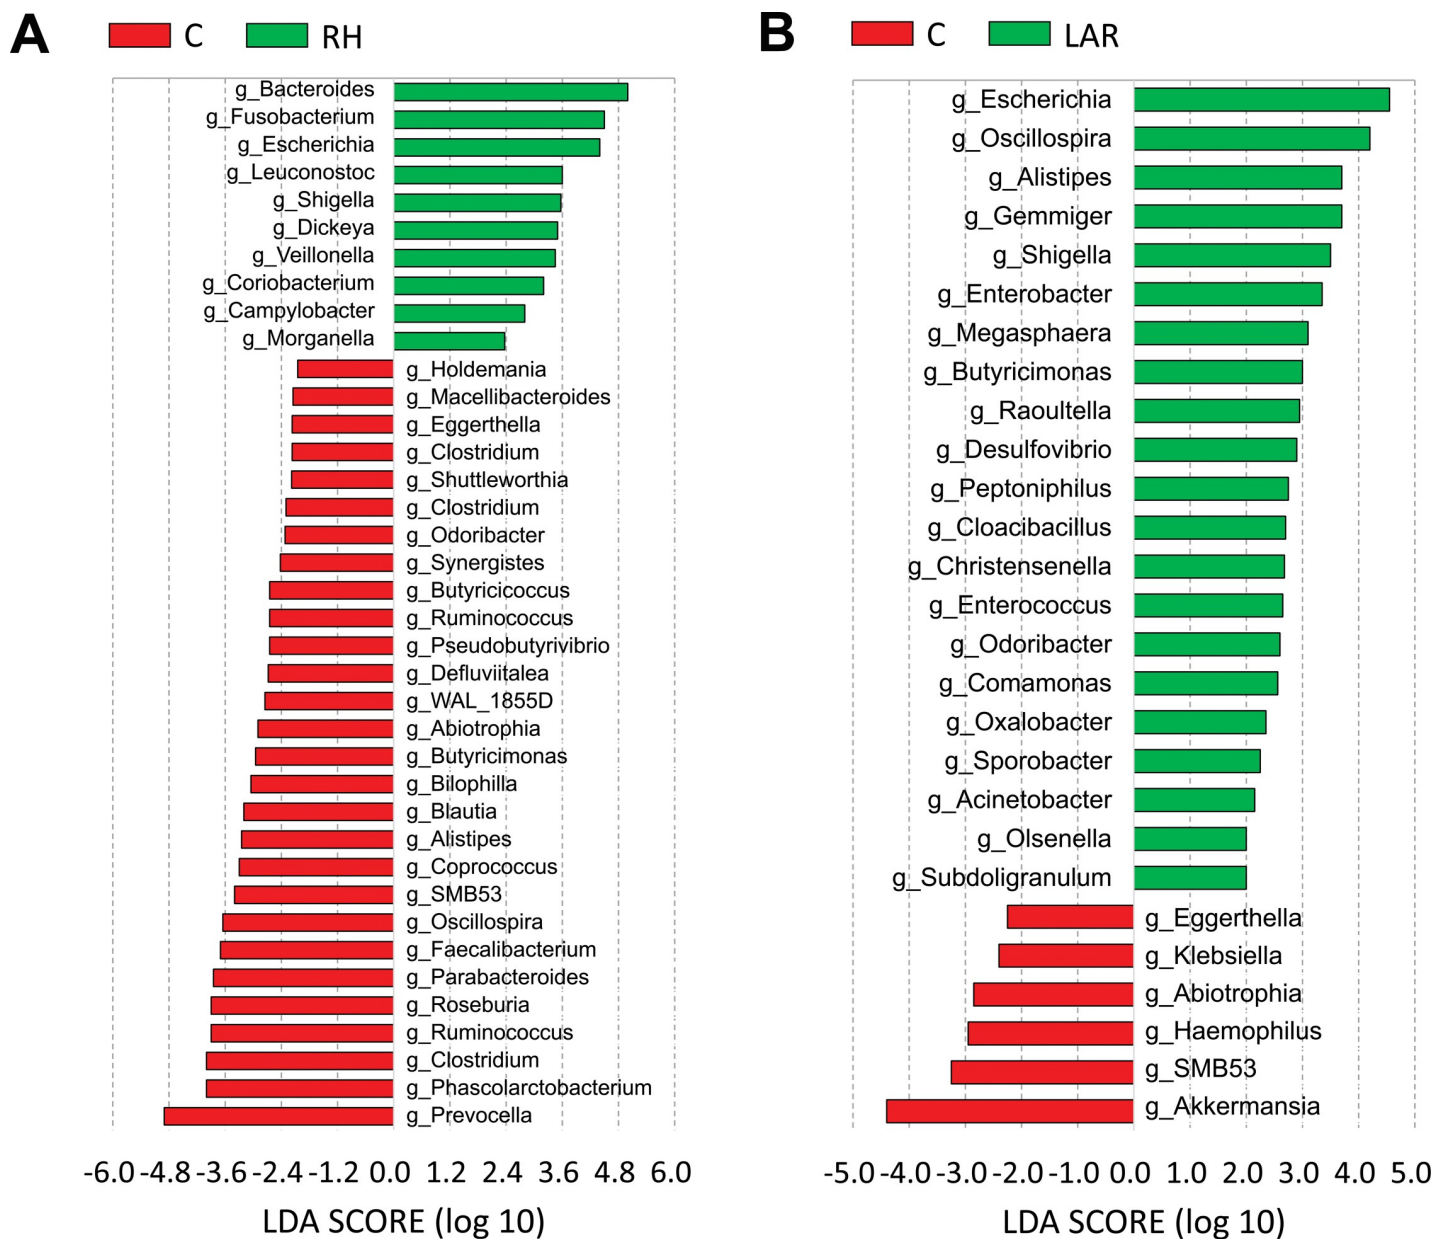 A
C
RH
g_Bacteroides
g_Fusobacterium
g_Escherichia
g_Leuconostoc
g_Shigella
g_Dickeya
g_Veillonella
g_Coriobacterium
g_Campylobacter
g_Morganella
g_Holdemania
g_Macellibacteroides
g_Eggerthella
g_Clostridium
g_Shuttleworthia
g_Clostridium
g_Odoribacter
g_Synergistes
g_Butyricicoccus
g_Ruminococcus
g_Pseudobutyrivibrio
g_Defluviitalea
g_WAL_1855D
g_Abiotrophia
g_Butyricimonas
g_Bilophilla
g_Blautia
g_Alistipes
g_Coprococcus
g_SMB53
g_Oscillospira
g_Faecalibacterium
g_Parabacteroides
g_Roseburia
g_Ruminococcus
g_Clostridium
g_Phascolarctobacterium
g_Prevocella
-6.0 -4.8 -3.6 -2.4 -1.2 0.0 1.2 2.4 3.6 4.8 6.0
LDA SCORE (log 10)
B
C
LAR
g_Escherichia
g_Oscillospira
g_Alistipes
g_Gemmiger
g_Shigella
g_Enterobacter
g_Megasphaera
g_Butyricimonas
g_Raoultella
g_Desulfovibrio
g_Peptoniphilus
g_Cloacibacillus
g_Christensenella
g_Enterococcus
g_Odoribacter
g_Comamonas
g_Oxalobacter
g_Sporobacter
g_Acinetobacter
g_Olsenella
g_Subdoligranulum
g_Eggerthella
g_Klebsiella
g_Abiotrophia
g_Haemophilus
g_SMB53
g_Akkermansia
-5.0 -4.0 -3.0 -2.0 -1.0 0.0 1.0 2.0 3.0 4.0 5.0
LDA SCORE (log 10)